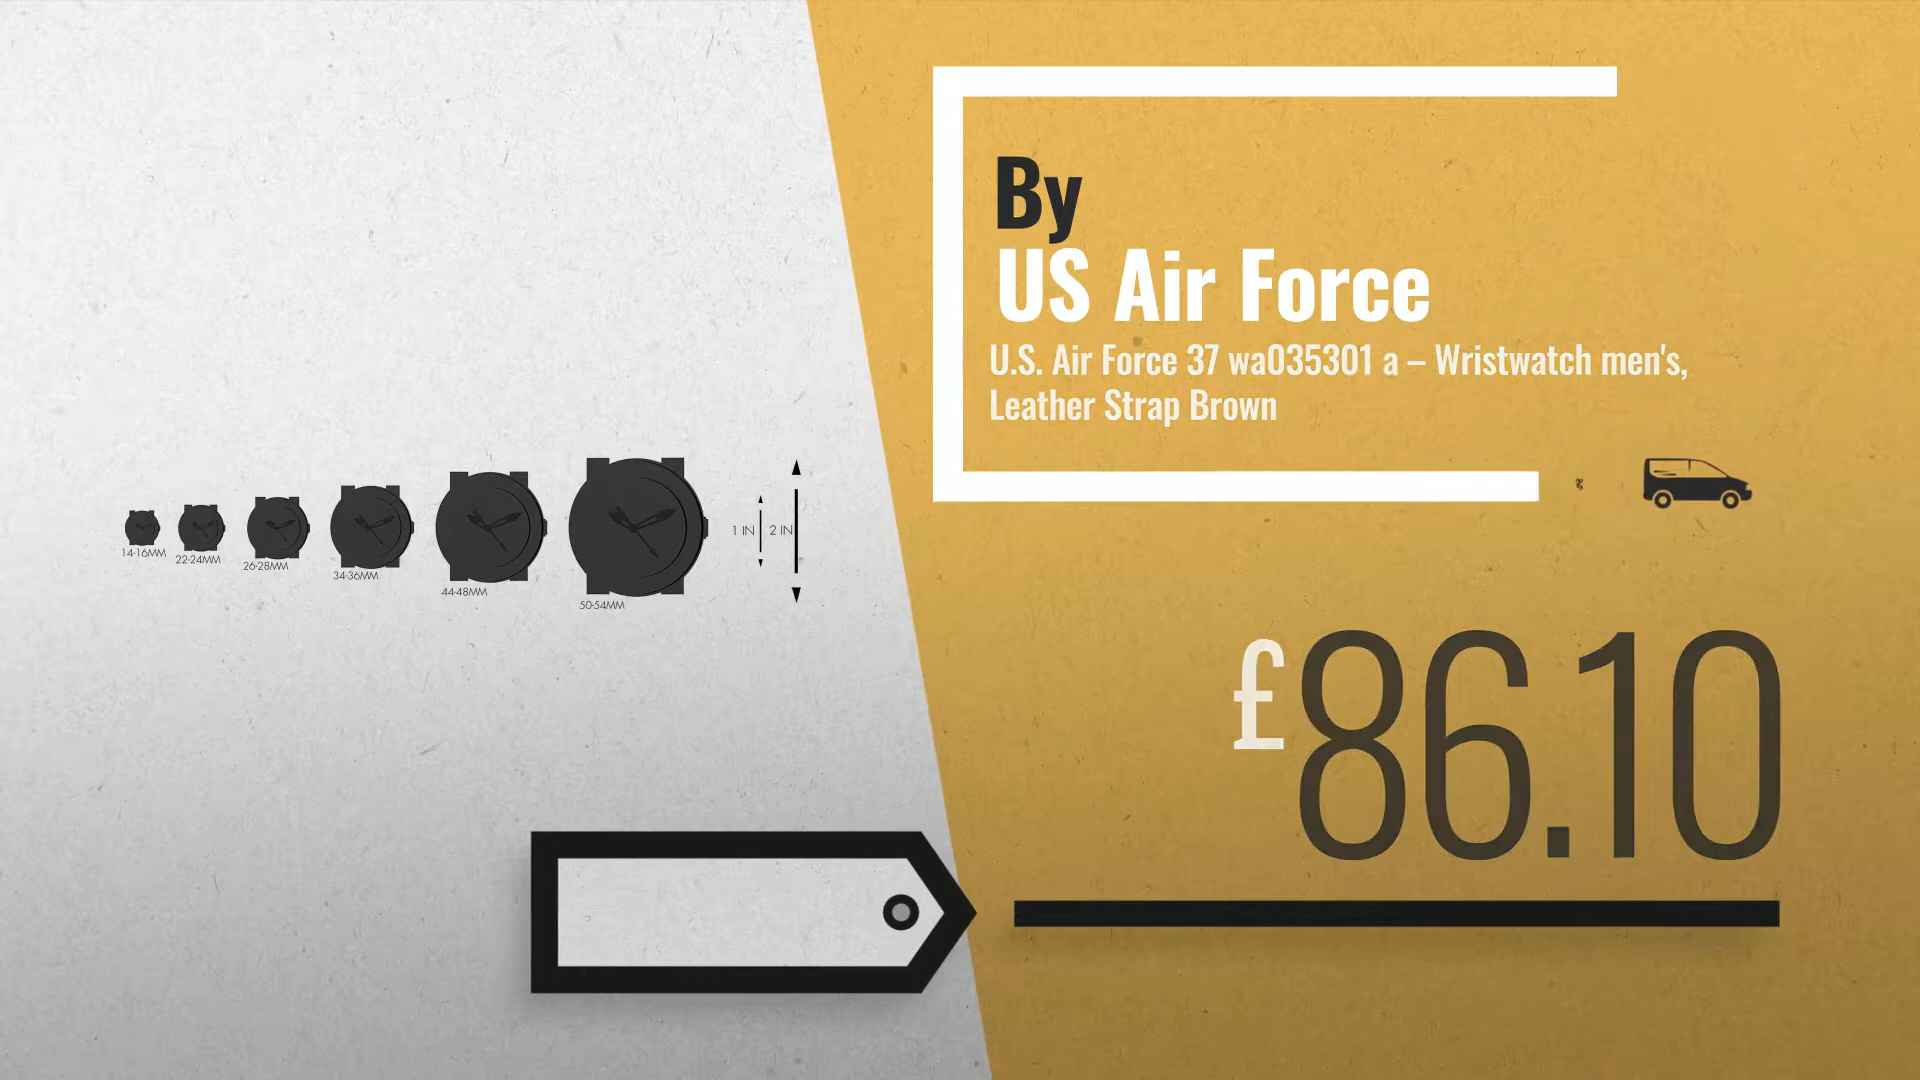 By
US Air Force
U.S. Air Force 37 wa035301 a – Wristwatch men's,
Leather Strap Brown
14-16MM
22-24MM
26-28MM
34-36MM
44-48MM
50-54MM
1 IN
2 IN
£86.10